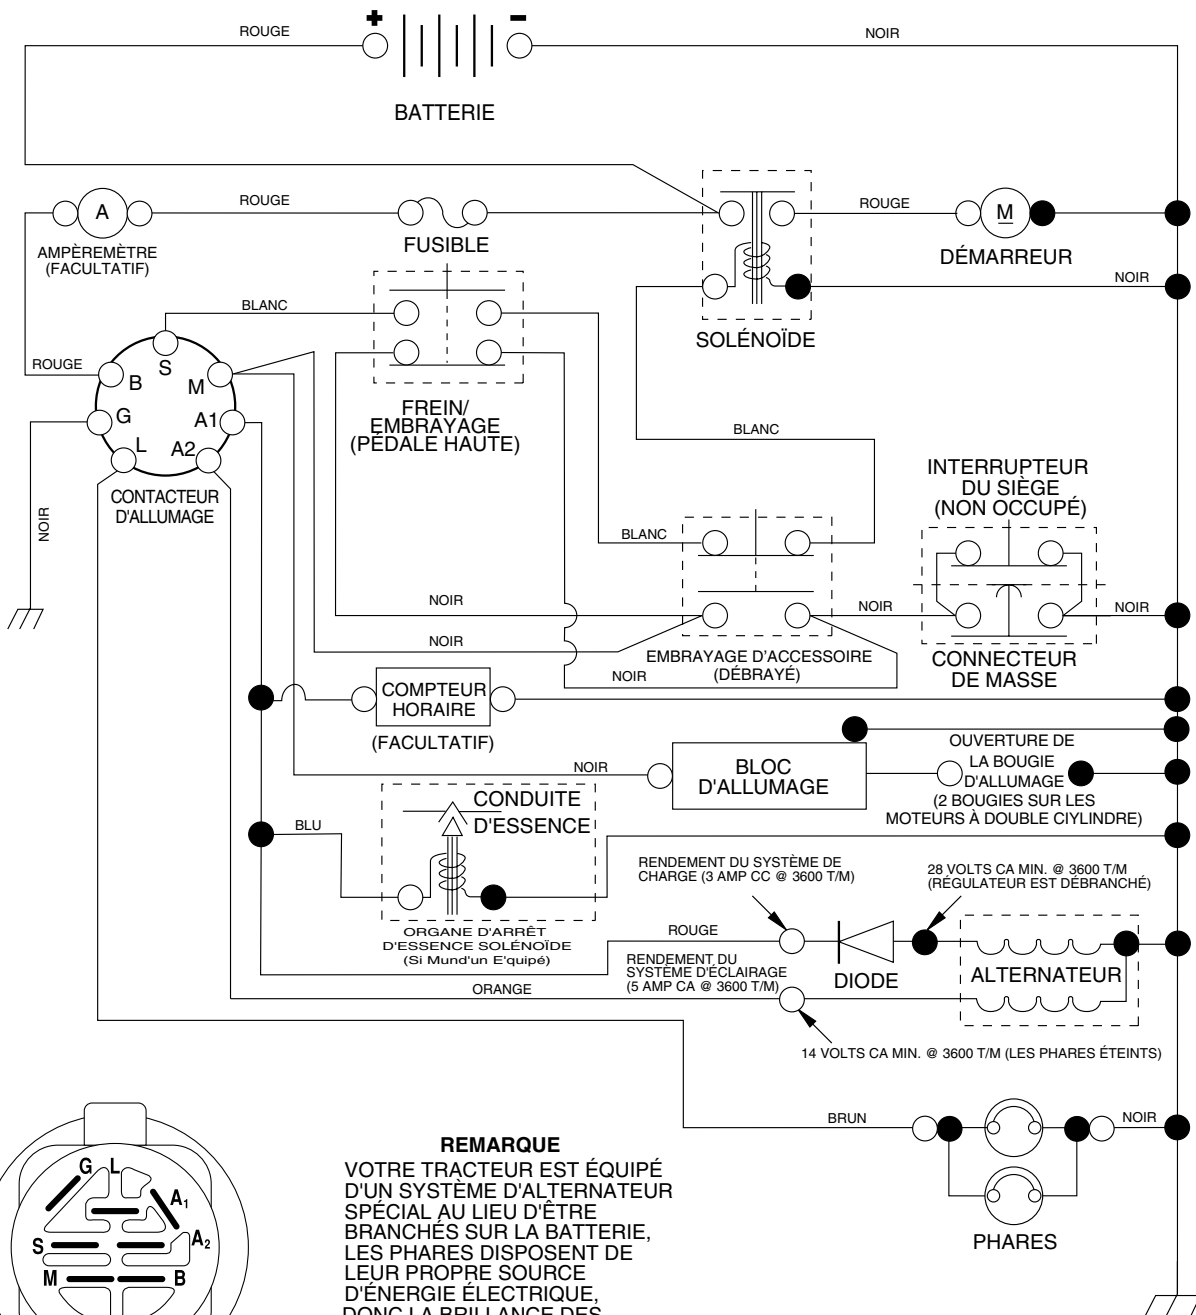 +
-
ROUGE
NOIR
BATTERIE
A
ROUGE
ROUGE
M
AMPÈREMÈTRE
(FACULTATIF)
FUSIBLE
DÉMARREUR
NOIR
BLANC
SOLÉNOÏDE
ROUGE
S
B
M
G
A1
L
A2
FREIN/
EMBRAYAGE
(PÉDALE HAUTE)
BLANC
CONTACTEUR
D'ALLUMAGE
NOIR
INTERRUPTEUR
DU SIÈGE
(NON OCCUPÉ)
BLANC
NOIR
NOIR
NOIR
NOIR
NOIR
EMBRAYAGE D'ACCESSOIRE
(DÉBRAYÉ)
CONNECTEUR
DE MASSE
COMPTEUR
HORAIRE
(FACULTATIF)
NOIR
BLOC
D'ALLUMAGE
OUVERTURE DE
LA BOUGIE
D'ALLUMAGE
(2 BOUGIES SUR LES
MOTEURS À DOUBLE CIYLINDRE)
CONDUITE
D'ESSENCE
BLU
ORGANE D'ARRÊT
D'ESSENCE SOLÉNOÏDE
(Si Mund'un E'quipé)
RENDEMENT DU SYSTÈME DE
CHARGE (3 AMP CC @ 3600 T/M)
28 VOLTS CA MIN. @ 3600 T/M
(RÉGULATEUR EST DÉBRANCHÉ)
ROUGE
RENDEMENT DU
SYSTÈME D'ÉCLAIRAGE
(5 AMP CA @ 3600 T/M)
DIODE
ALTERNATEUR
ORANGE
14 VOLTS CA MIN. @ 3600 T/M (LES PHARES ÉTEINTS)
BRUN
NOIR
PHARES
G
L
A1
A2
S
M
B
REMARQUE
VOTRE TRACTEUR EST ÉQUIPÉ
D'UN SYSTÈME D'ALTERNATEUR
SPÉCIAL AU LIEU D'ÊTRE
BRANCHÉS SUR LA BATTERIE,
LES PHARES DISPOSENT DE
LEUR PROPRE SOURCE
D'ÉNERGIE ÉLECTRIQUE,
DONC LA BRILLANCE DES